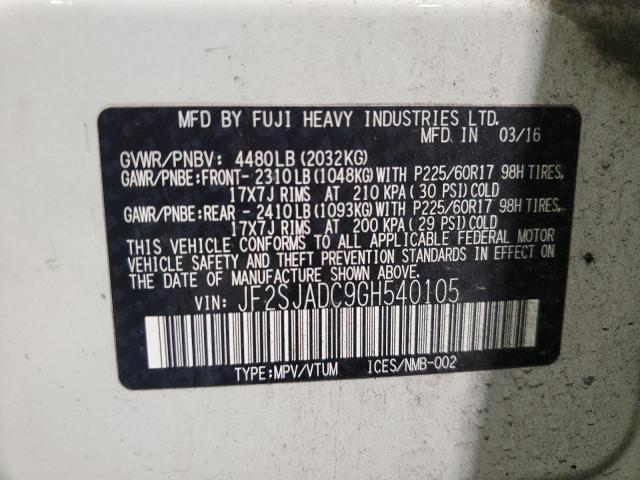 MFD BY FUJI HEAVY INDUSTRIES LTD.
MFD. IN 03/16
GVWR/PNBV: 4480LB (2032KG)
GAWR/PNBE:FRONT- 2310LB (1048KG) WITH P225/60R17 98H TIRES,
17X7J RIMS AT 210 KPA (30 PSI) COLD
GAWR/PNBE:REAR - 2410LB (1093KG) WITH P225/60R17 98H TIRES,
17X7J RIMS AT 200 KPA (29 PSI) COLD
THIS VEHICLE CONFORMS TO ALL APPLICABLE FEDERAL MOTOR
VEHICLE SAFETY AND THEFT PREVENTION STANDARDS IN EFFECT ON
THE DATE OF MANUFACTURE SHOWN ABOVE.
VIN: JF2SJADC9GH540105
TYPE:MPV/VTUM ICES/NMB-002